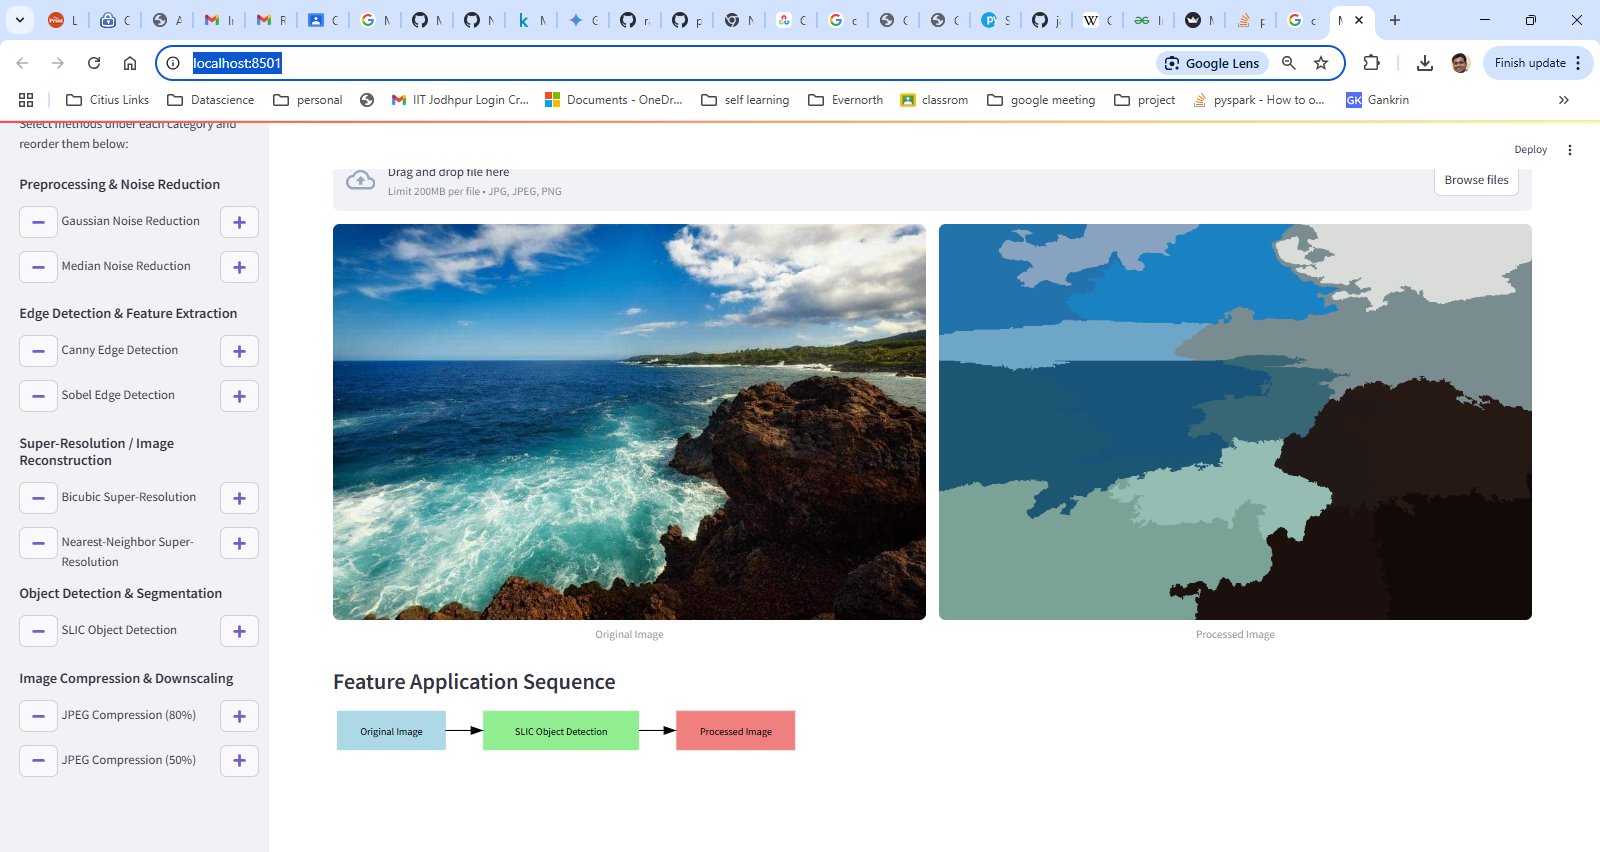 L
C
A
In
R
C
G
M
M
N
M
G
r
p
N
C
c
C
C
S
ja
C
In
M
p
c
M
localhost:8501
Google Lens
Finish update
Citius Links
Datascience
personal
IIT Jodhpur Login Cr...
Documents - OneDr...
self learning
Evernorth
classrom
google meeting
project
pyspark - How to o...
GK
Gankrin
Select methods under each category and
reorder them below:
Preprocessing & Noise Reduction
Gaussian Noise Reduction
Median Noise Reduction
Edge Detection & Feature Extraction
Canny Edge Detection
Sobel Edge Detection
Super-Resolution / Image
Reconstruction
Bicubic Super-Resolution
Nearest-Neighbor Super-
Resolution
Object Detection & Segmentation
SLIC Object Detection
Image Compression & Downscaling
JPEG Compression (80%)
JPEG Compression (50%)
Deploy
Drag and drop file here
Limit 200MB per file • JPG, JPEG, PNG
Browse files
Original Image
Processed Image
Feature Application Sequence
Original Image
SLIC Object Detection
Processed Image